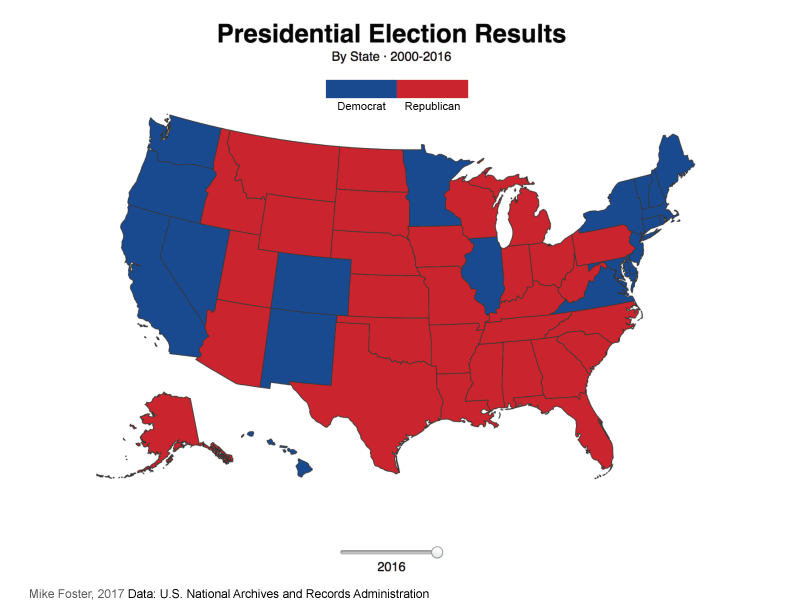 Presidential Election Results
By State · 2000-2016
Democrat Republican
2016
Mike Foster, 2017 Data: U.S. National Archives and Records Administration